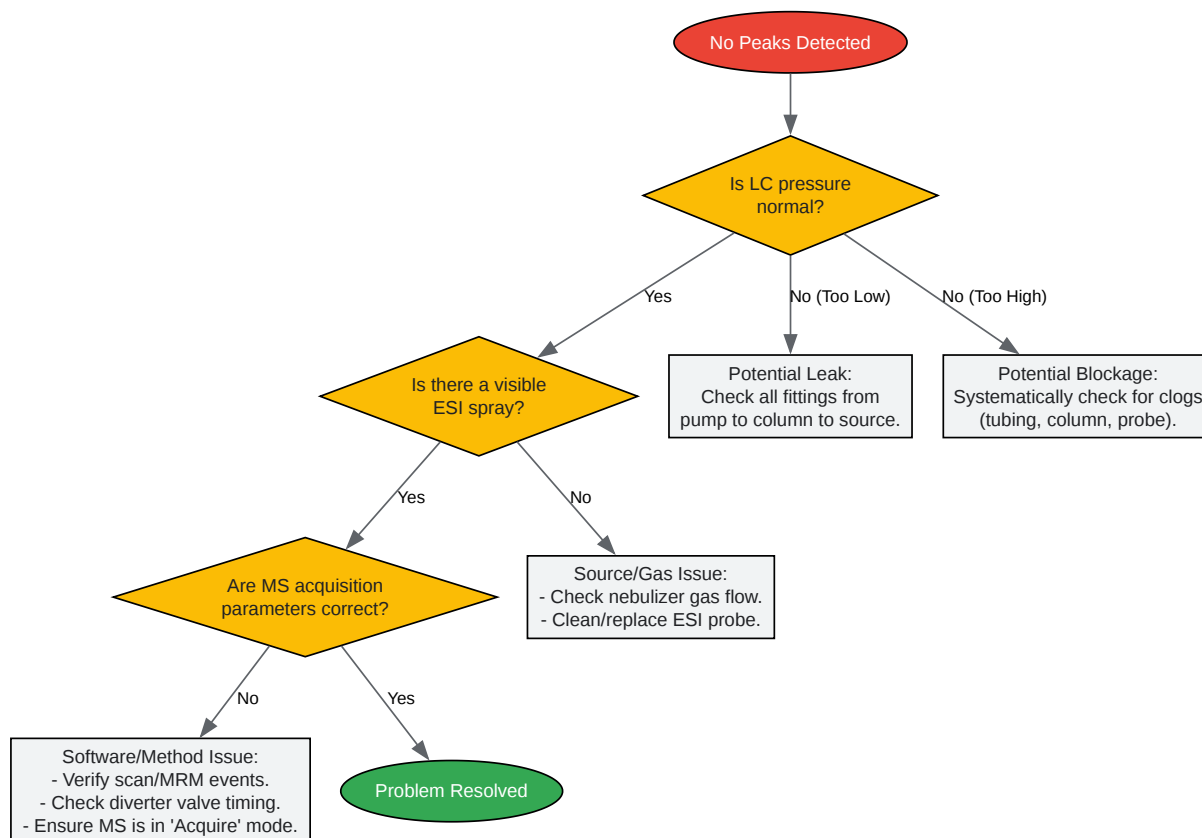 No Peaks Detected
Is LC pressure
normal?
Yes
No (Too Low)
No (Too High)
Is there a visible
ESI spray?
Potential Leak:
Check all fittings from
pump to column to source.
Potential Blockage:
Systematically check for clogs
(tubing, column, probe).
Yes
No
Are MS acquisition
parameters correct?
Source/Gas Issue:
- Check nebulizer gas flow.
- Clean/replace ESI probe.
No
Yes
Software/Method Issue:
- Verify scan/MRM events.
- Check diverter valve timing.
- Ensure MS is in 'Acquire' mode.
Problem Resolved